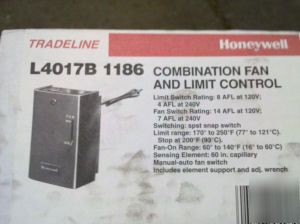 TRADELINE
Honeywell
L4017B 1186
COMBINATION FAN
AND LIMIT CONTROL
Limit Switch Rating: 8 AFL at 120V;
4 AFL at 240V
Fan Switch Rating: 14 AFL at 120V;
7 AFL at 240V
Switching: spst snap switch
Limit range: 170° to 250°F (77° to 121°C).
Stop at 200°F (93°C).
Fan-On Range: 60° to 140°F (16° to 60°C)
Sensing Element: 60 in. capillary
Manual-auto fan switch
Includes element support and adj. wrench